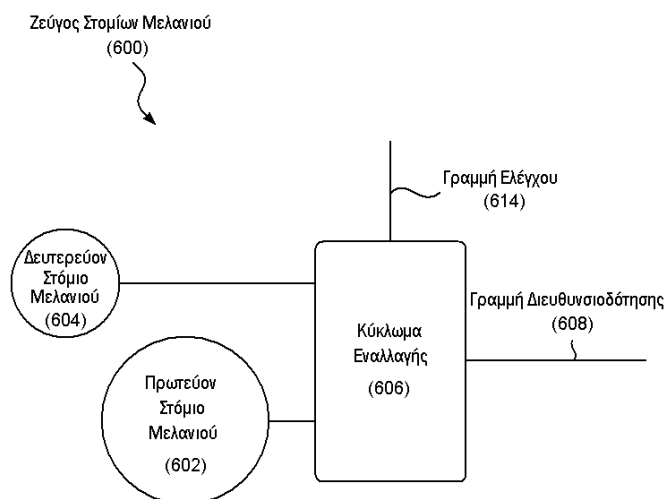 Ζεύγος Στομίων Μελανιού
(600)
Γραμμή Ελέγχου
(614)
Δευτερεύον
Στόμιο
Μελανιού
(604)
Γραμμή Διευθυνσιοδότησης
(608)
Κύκλωμα
Εναλλαγής
(606)
Πρωτεύον
Στόμιο
Μελανιού
(602)